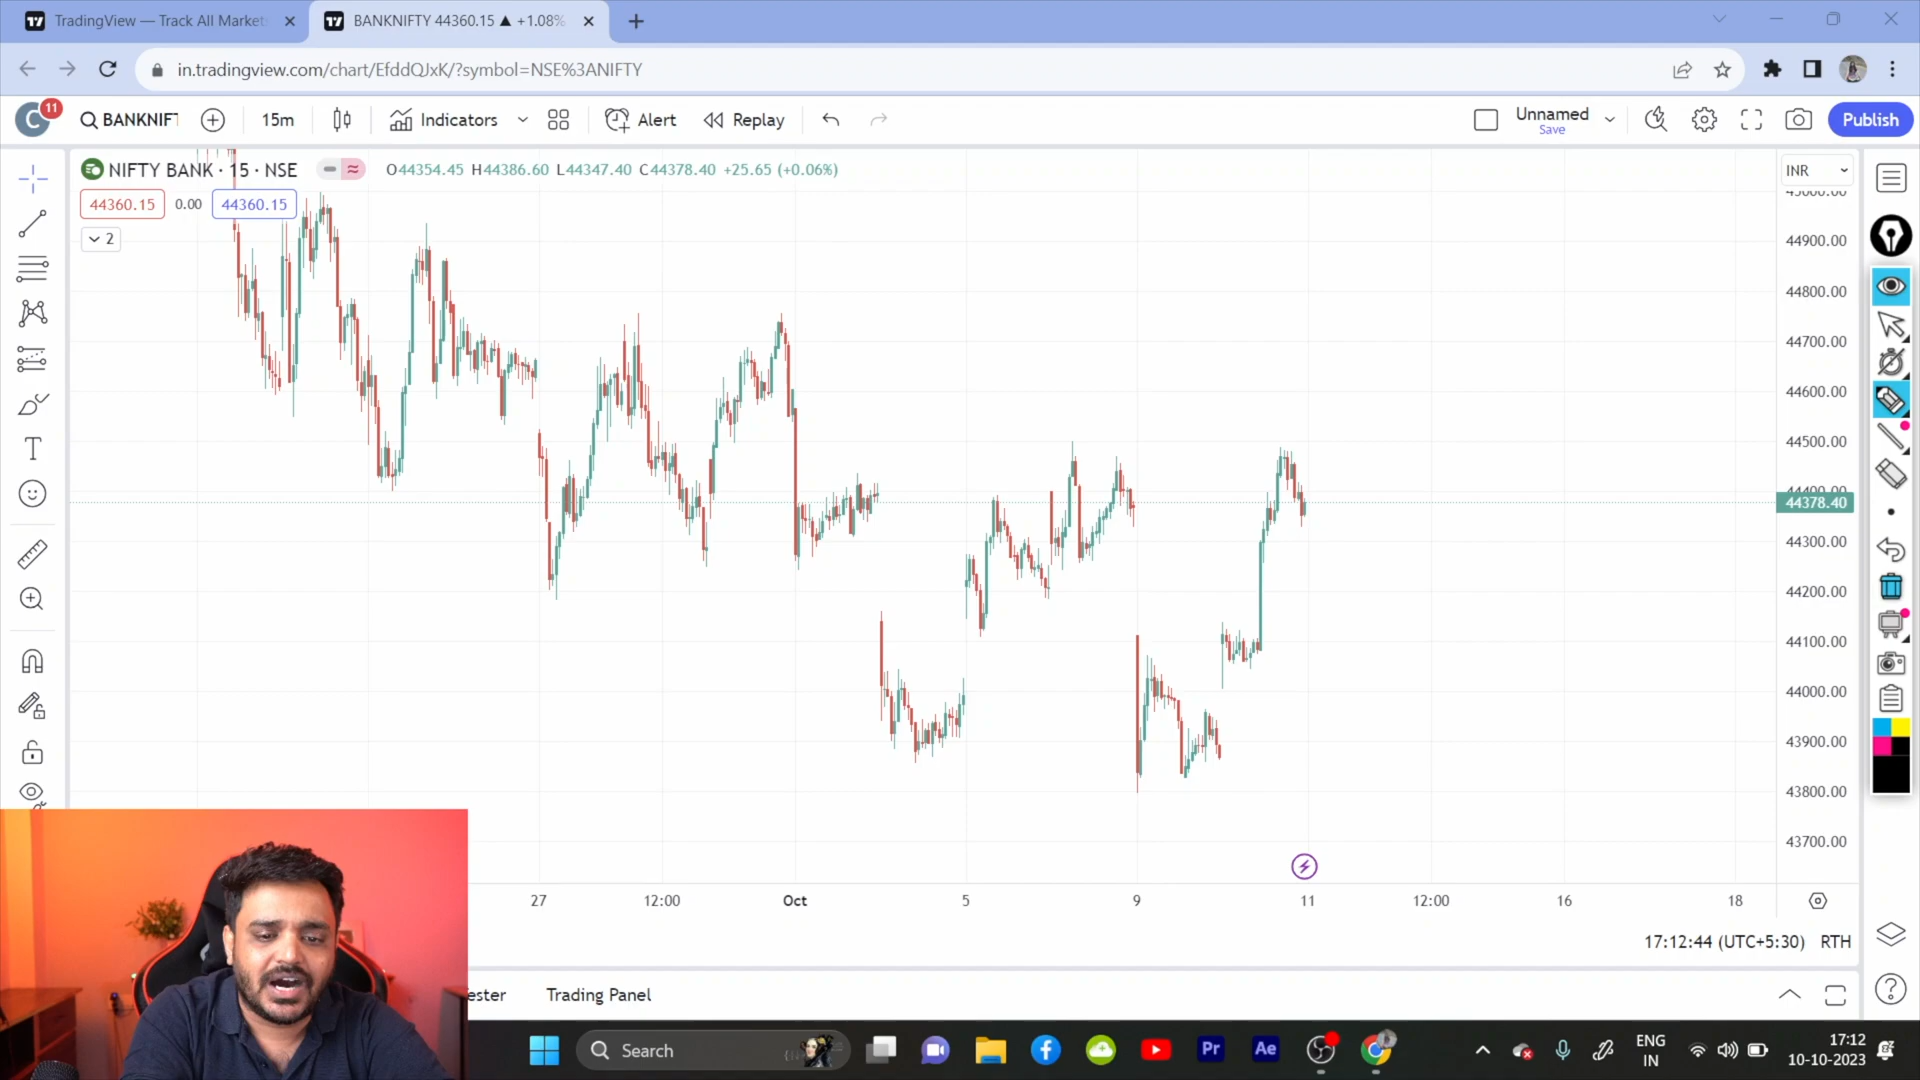 TradingView — Track All Market
BANKNIFTY 44360.15 ▲ +1.08%
in.tradingview.com/chart/EfddQJxK/?symbol=NSE%3ANIFTY
C
11
BANKNIFT
15m
Indicators
Alert
Replay
Unnamed
Save
Publish
NIFTY BANK · 15 · NSE
O44354.45 H44386.60 L44347.40 C44378.40 +25.65 (+0.06%)
INR
44360.15
0.00
44360.15
2
44900.00
44800.00
44700.00
44600.00
44500.00
44378.40
44300.00
44200.00
44100.00
44000.00
43900.00
43800.00
43700.00
27
12:00
Oct
5
9
11
12:00
16
18
17:12:44 (UTC+5:30)
RTH
ester
Trading Panel
Search
Pr
Ae
ENG
IN
17:12
10-10-2023